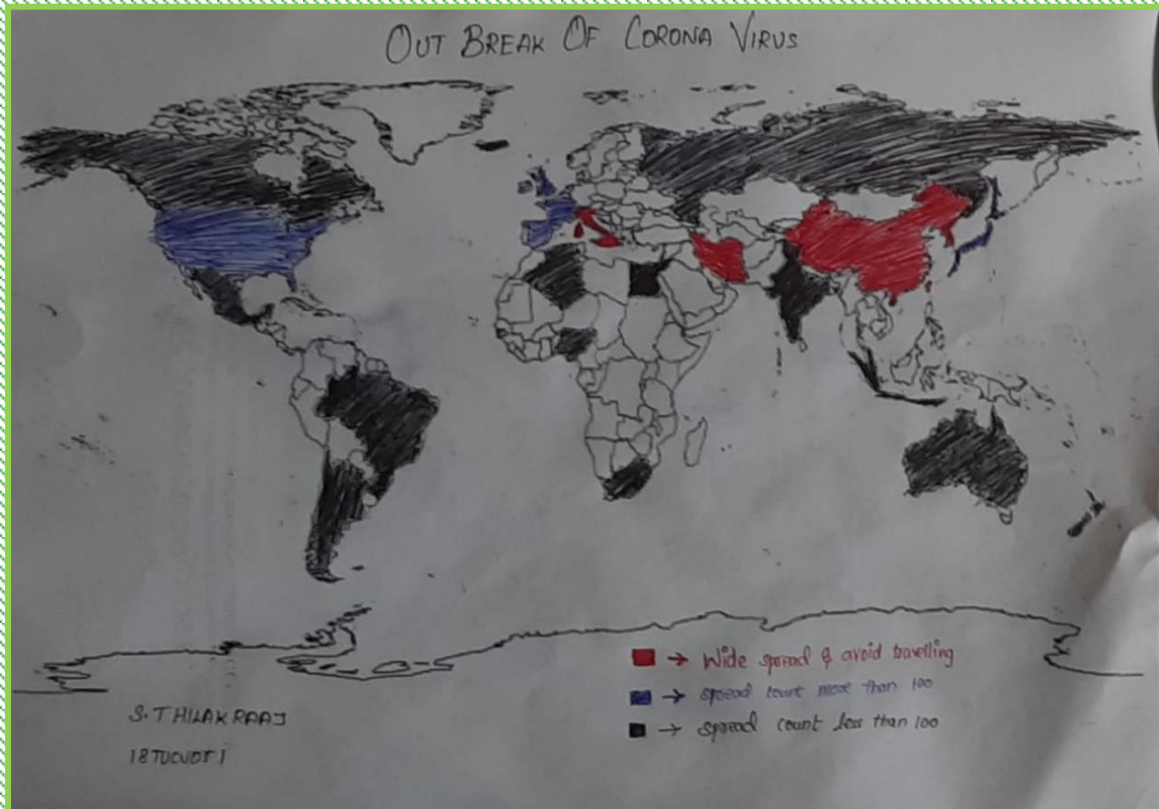 OUT BREAK OF CORONA VIRUS
→ Wide spread & avoid travelling
→ spread count more than 100
→ spread count less than 100
S. THILAKRAAJ